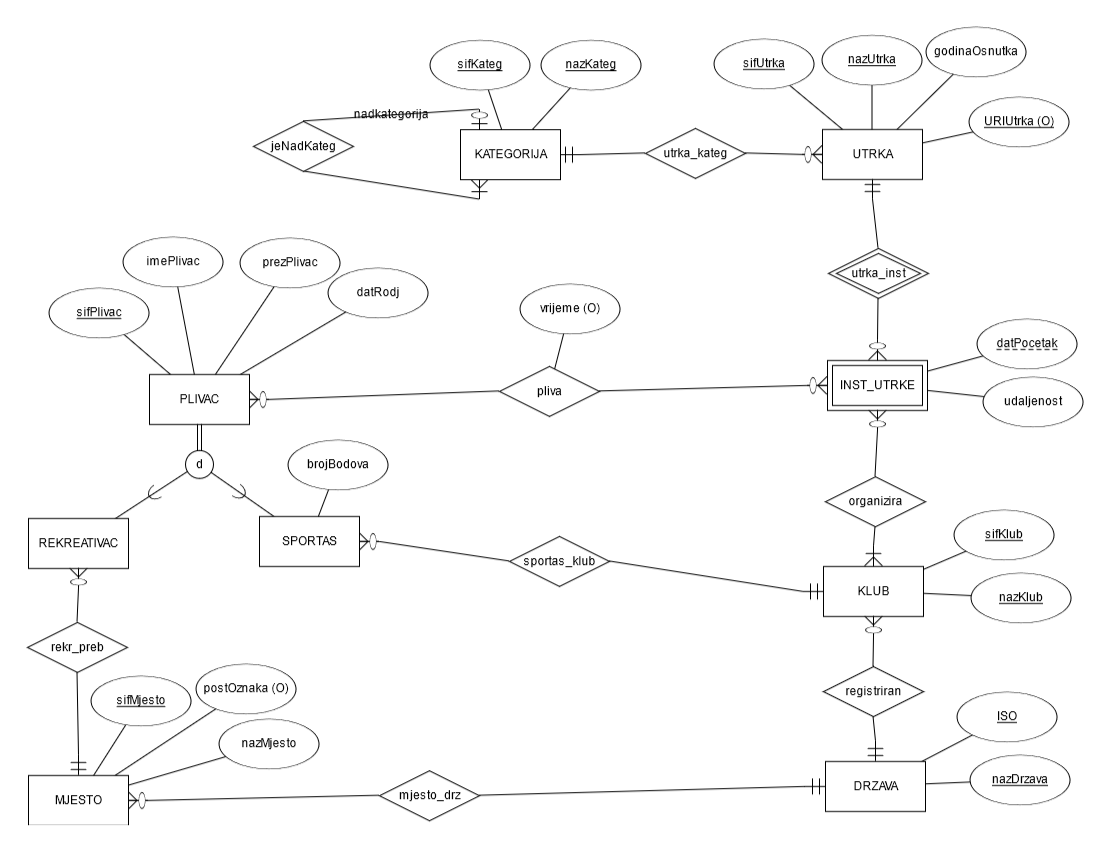 sifKateg
nazKateg
sifUtrka
nazUtrka
godinaOsnutka
URIUtrka (O)
nadkategorija
jeNadKateg
KATEGORIJA
utrka_kateg
UTRKA
imePlivac
prezPlivac
sifPlivac
datRodj
utrka_inst
vrijeme (O)
datPocetak
PLIVAC
pliva
INST_UTRKE
udaljenost
d
brojBodova
organizira
REKREATIVAC
SPORTAS
sportas_klub
sifKlub
KLUB
nazKlub
rekr_preb
sifMjesto
postOznaka (O)
registriran
nazMjesto
ISO
MJESTO
mjesto_drz
DRZAVA
nazDrzava